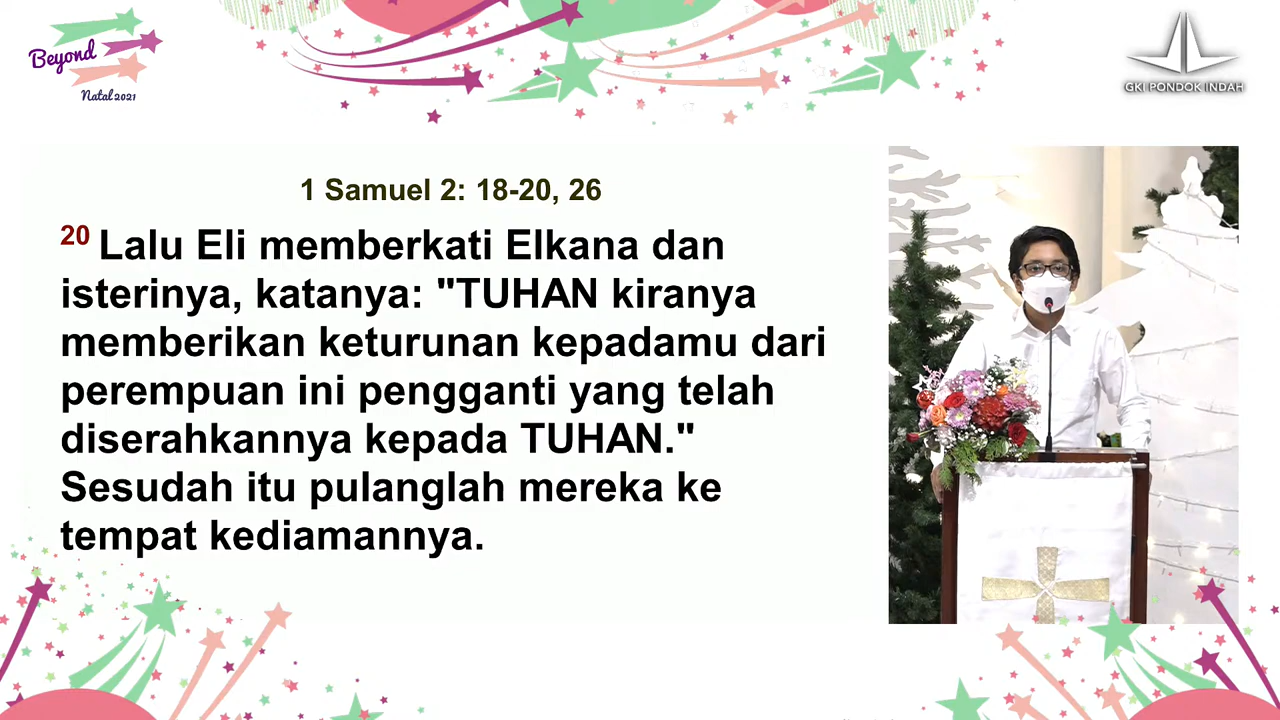 Beyond
Natal 2021
GKI PONDOK INDAH
1 Samuel 2: 18-20, 26
20 Lalu Eli memberkati Elkana dan
isterinya, katanya: "TUHAN kiranya
memberikan keturunan kepadamu dari
perempuan ini pengganti yang telah
diserahkannya kepada TUHAN."
Sesudah itu pulanglah mereka ke
tempat kediamannya.